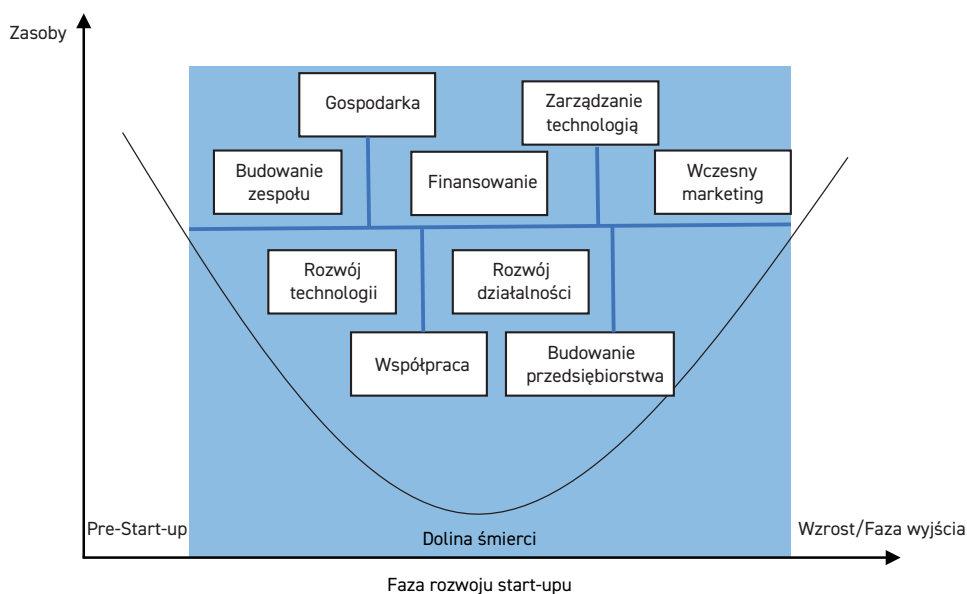 Zasoby
Gospodarka
Zarządzanie
technologią
Budowanie
zespołu
Finansowanie
Wczesny
marketing
Rozwój
technologii
Rozwój
działalności
Współpraca
Budowanie
przedsiębiorstwa
Pre-Start-up
Dolina śmierci
Wzrost/Faza wyjścia
Faza rozwoju start-upu